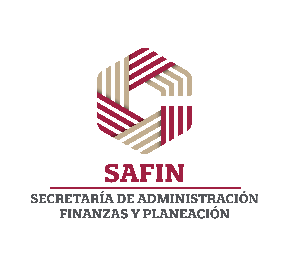 SAFIN
SECRETARÍA DE ADMINISTRACIÓN
FINANZAS Y PLANEACIÓN